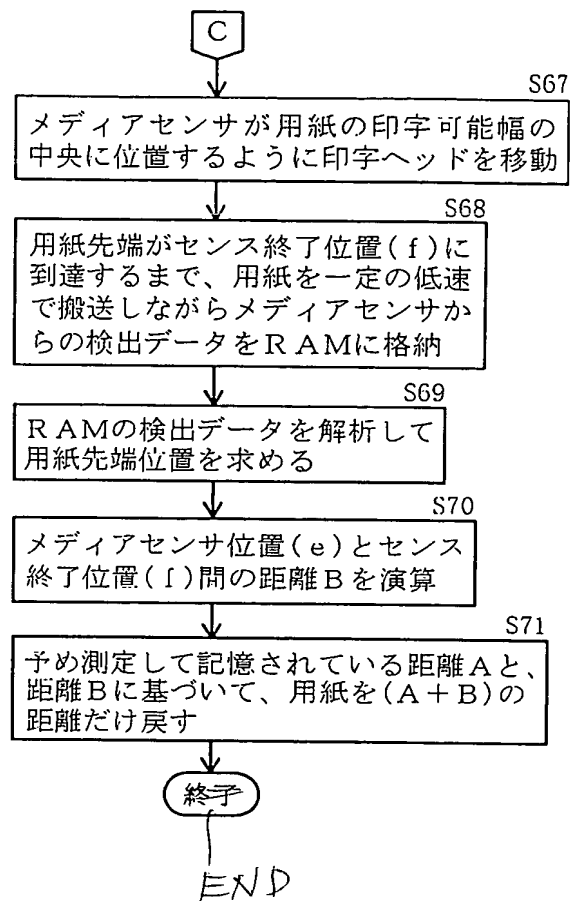 C
S67
メディアセンサが用紙の印字可能幅の
中央に位置するように印字ヘッドを移動
S68
用紙先端がセンス終了位置(f)に
到達するまで、用紙を一定の低速
で搬送しながらメディアセンサか
らの検出データをRAMに格納
S69
RAMの検出データを解析して
用紙先端位置を求める
S70
メディアセンサ位置(e)とセンス
終了位置(f)間の距離Bを演算
S71
予め測定して記憶されている距離Aと、
距離Bに基づいて、用紙を(A+B)の
距離だけ戻す
終了
END